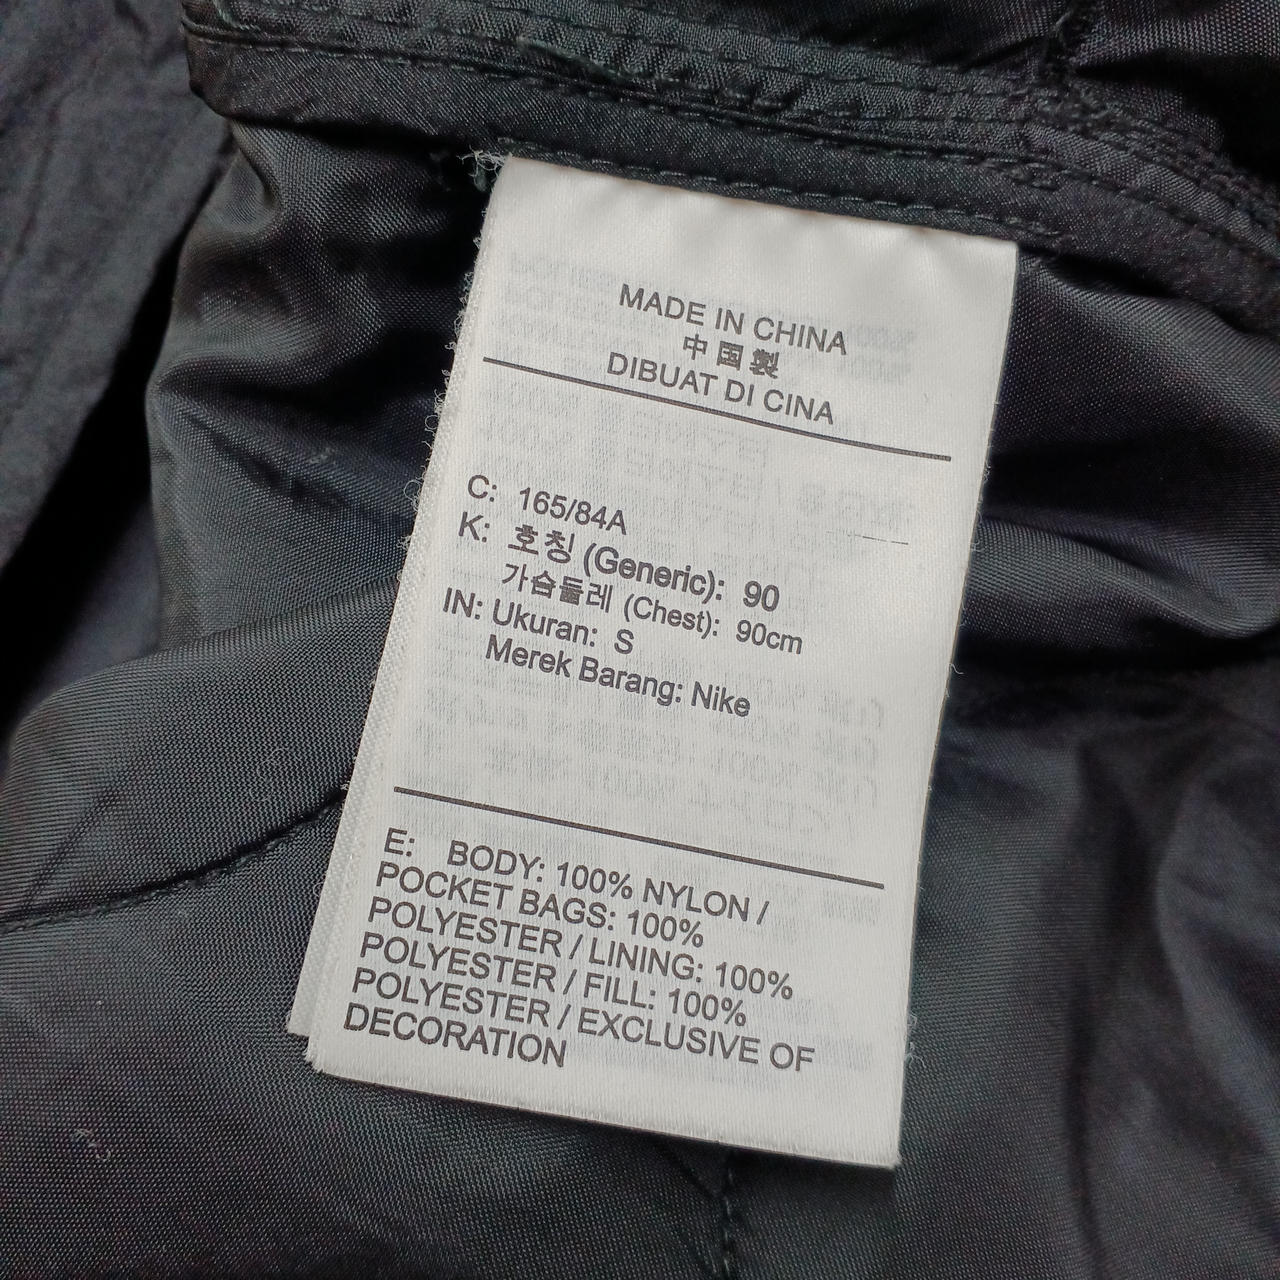 MADE IN CHINA
中国製
DIBUAT DI CINA
C: 165/84A
K: 호칭 (Generic): 90
가슴둘레 (Chest): 90cm
IN: Ukuran: S
Merek Barang: Nike
E: BODY: 100% NYLON /
POCKET BAGS: 100%
POLYESTER / LINING: 100%
POLYESTER / FILL: 100%
POLYESTER / EXCLUSIVE OF
DECORATION